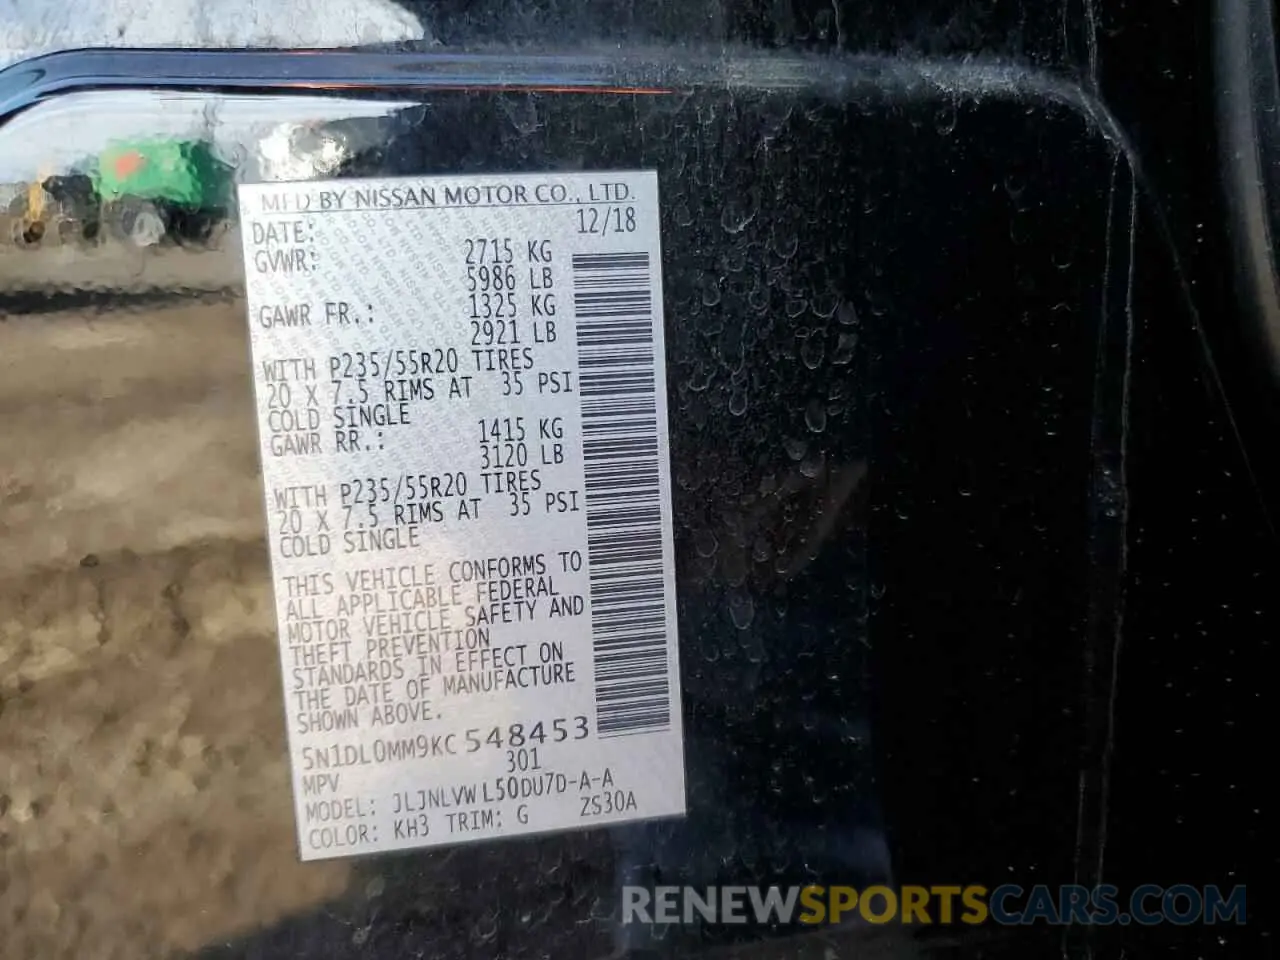 MFD BY NISSAN MOTOR CO., LTD.
DATE: 12/18
GVWR: 2715 KG
5986 LB
GAWR FR.: 1325 KG
2921 LB
WITH P235/55R20 TIRES
20 X 7.5 RIMS AT 35 PSI
COLD SINGLE
GAWR RR.: 1415 KG
3120 LB
WITH P235/55R20 TIRES
20 X 7.5 RIMS AT 35 PSI
COLD SINGLE
THIS VEHICLE CONFORMS TO
ALL APPLICABLE FEDERAL
MOTOR VEHICLE SAFETY AND
THEFT PREVENTION
STANDARDS IN EFFECT ON
THE DATE OF MANUFACTURE
SHOWN ABOVE.
5N1DL0MM9KC548453
MPV 301
MODEL: JLJNLVWL50DU7D-A-A
COLOR: KH3 TRIM: G ZS30A
RENEWSPORTSCARS.COM